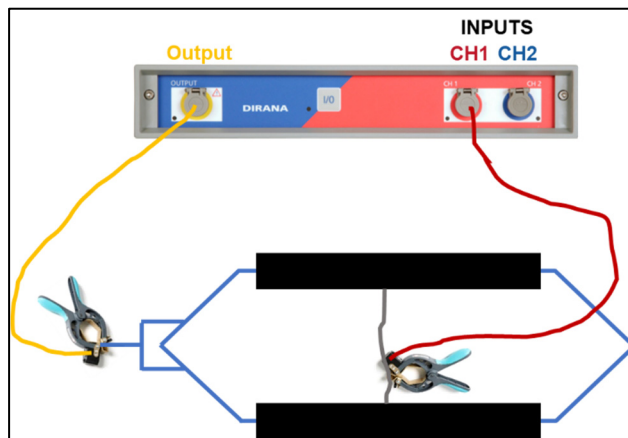 INPUTS
Output
CH1 CH2
OUTPUT
I/O
DIRANA
CH 1
CH 2